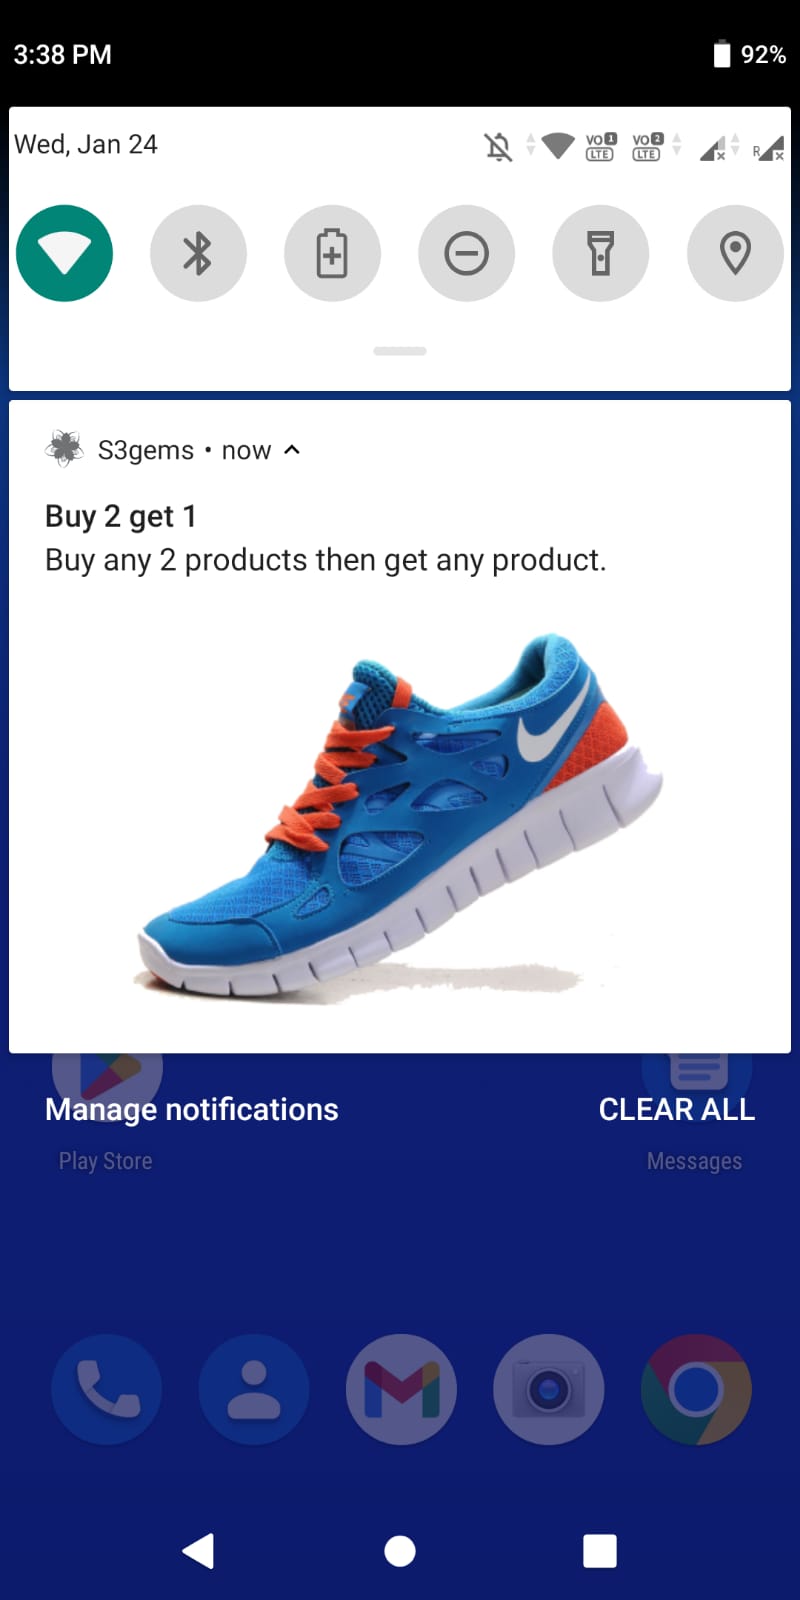 3:38 PM
92%
Wed, Jan 24
VO 1
LTE
VO 2
LTE
R
S3gems • now
Buy 2 get 1
Buy any 2 products then get any product.
Manage notifications
CLEAR ALL
Play Store
Messages